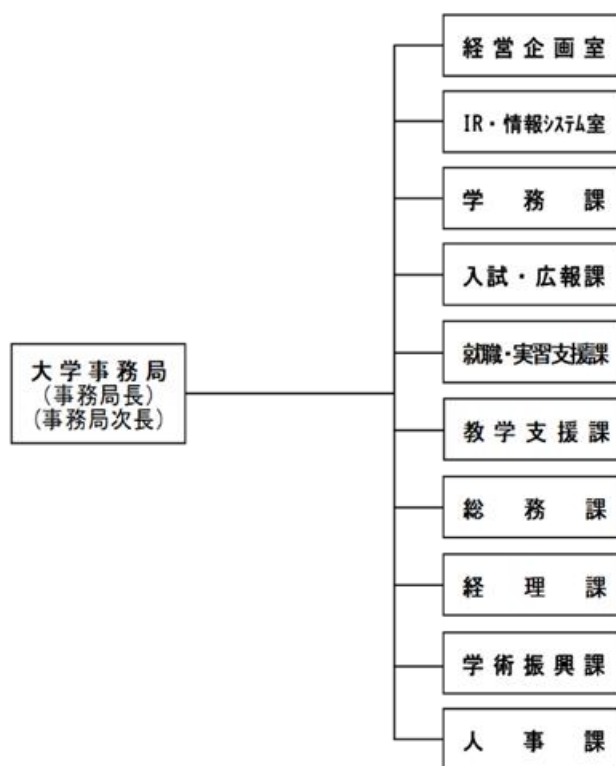 経営企画室
IR・情報システム室
学務課
入試・広報課
就職・実習支援課
大学事務局
(事務局長)
(事務局次長)
教学支援課
総務課
経理課
学術振興課
人事課